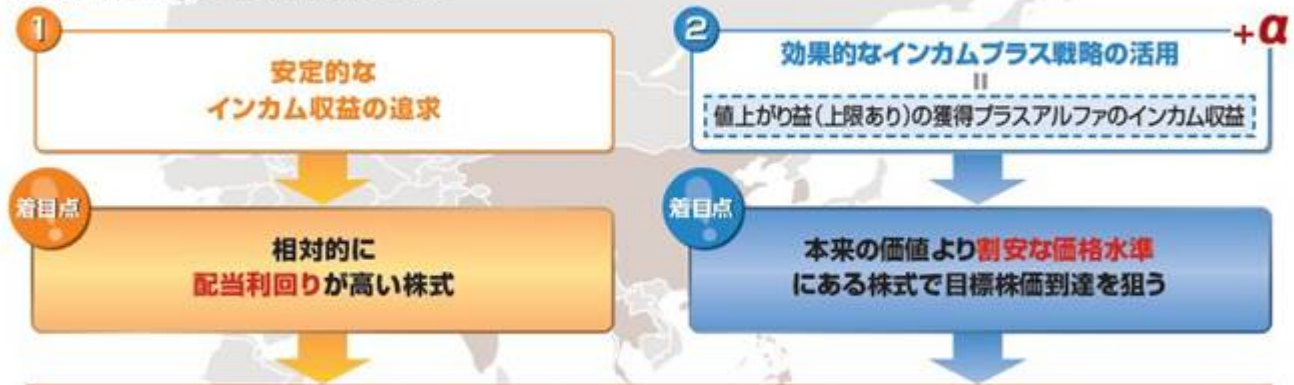 1
安定的な
インカム収益の追求
着目点
相対的に
配当利回りが高い株式
2
+α
効果的なインカムプラス戦略の活用
=
値上がり益(上限あり)の獲得プラスアルファのインカム収益
着目点
本来の価値より割安な価格水準
にある株式で目標株価到達を狙う